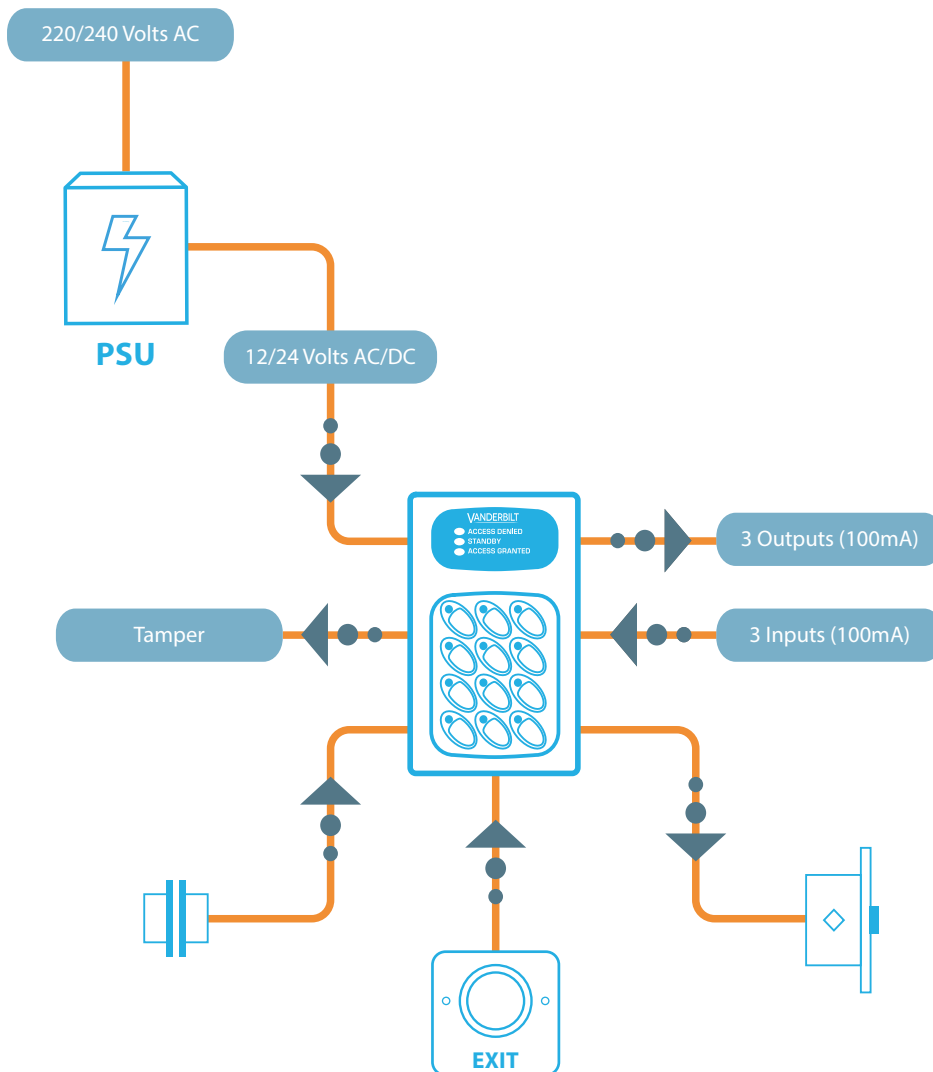 220/240 Volts AC
PSU
12/24 Volts AC/DC
VANDERBILT
ACCESS DENIED
STANDBY
ACCESS GRANTED
3 Outputs (100mA)
Tamper
3 Inputs (100mA)
EXIT